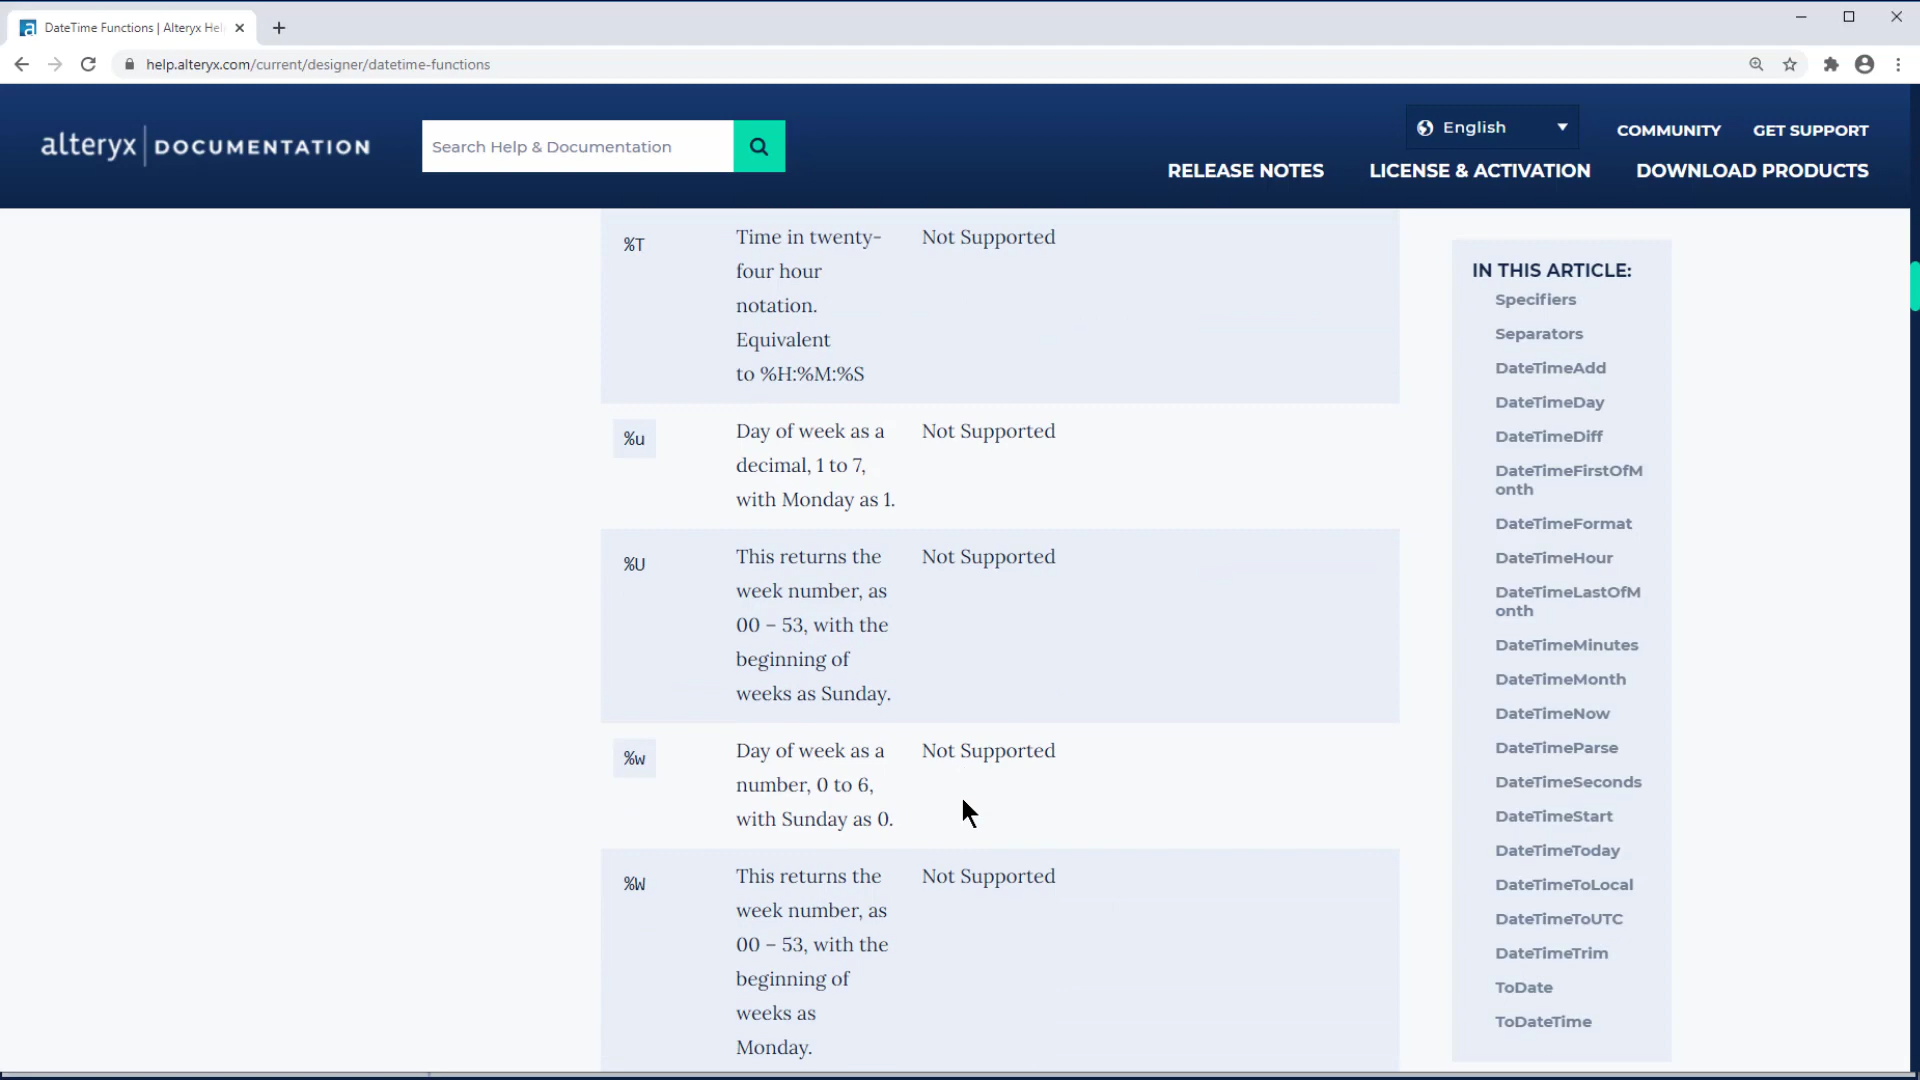 DateTime Functions | Alteryx Hel
help.alteryx.com/current/designer/datetime-functions
alteryx | DOCUMENTATION
Search Help & Documentation
English
COMMUNITY
GET SUPPORT
RELEASE NOTES
LICENSE & ACTIVATION
DOWNLOAD PRODUCTS
%T
Time in twenty-
four hour
notation.
Equivalent
to %H:%M:%S
Not Supported
%u
Day of week as a
decimal, 1 to 7,
with Monday as 1.
Not Supported
%U
This returns the
week number, as
00 – 53, with the
beginning of
weeks as Sunday.
Not Supported
%w
Day of week as a
number, 0 to 6,
with Sunday as 0.
Not Supported
%W
This returns the
week number, as
00 – 53, with the
beginning of
weeks as
Monday.
Not Supported
IN THIS ARTICLE:
Specifiers
Separators
DateTimeAdd
DateTimeDay
DateTimeDiff
DateTimeFirstOfM
onth
DateTimeFormat
DateTimeHour
DateTimeLastOfM
onth
DateTimeMinutes
DateTimeMonth
DateTimeNow
DateTimeParse
DateTimeSeconds
DateTimeStart
DateTimeToday
DateTimeToLocal
DateTimeToUTC
DateTimeTrim
ToDate
ToDateTime